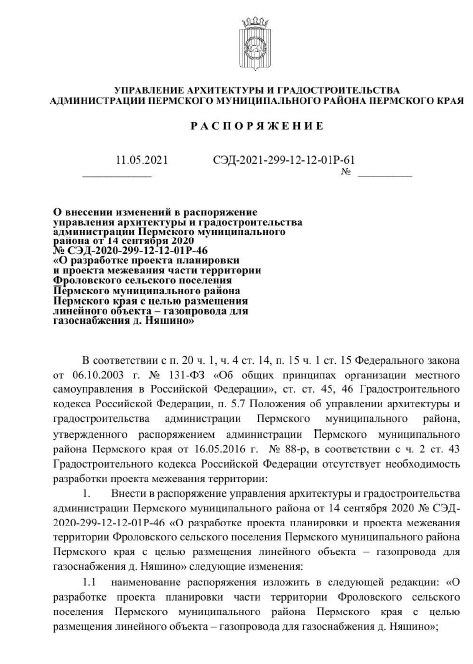 УПРАВЛЕНИЕ АРХИТЕКТУРЫ И ГРАДОСТРОИТЕЛЬСТВА
АДМИНИСТРАЦИИ ПЕРМСКОГО МУНИЦИПАЛЬНОГО РАЙОНА ПЕРМСКОГО КРАЯ
РАСПОРЯЖЕНИЕ
11.05.2021 СЭД-2021-299-12-12-01Р-61
№
О внесении изменений в распоряжение
управления архитектуры и градостроительства
администрации Пермского муниципального
района от 14 сентября 2020
№ СЭД-2020-299-12-12-01Р-46
«О разработке проекта планировки
и проекта межевания части территории
Фроловского сельского поселения
Пермского муниципального района
Пермского края с целью размещения
линейного объекта – газопровода для
газоснабжения д. Няшино»
В соответствии с п. 20 ч. 1, ч. 4 ст. 14, п. 15 ч. 1 ст. 15 Федерального закона
от 06.10.2003 г. № 131-ФЗ «Об общих принципах организации местного
самоуправления в Российской Федерации», ст. ст. 45, 46 Градостроительного
кодекса Российской Федерации, п. 5.7 Положения об управлении архитектуры и
градостроительства администрации Пермского муниципального района,
утвержденного распоряжением администрации Пермского муниципального
района Пермского края от 16.05.2016 г. № 88-р, в соответствии с ч. 2 ст. 43
Градостроительного кодекса Российской Федерации отсутствует необходимость
разработки проекта межевания территории:
1. Внести в распоряжение управления архитектуры и градостроительства
администрации Пермского муниципального района от 14 сентября 2020 № СЭД-
2020-299-12-12-01Р-46 «О разработке проекта планировки и проекта межевания
территории Фроловского сельского поселения Пермского муниципального района
Пермского края с целью размещения линейного объекта – газопровода для
газоснабжения д. Няшино» следующие изменения:
1.1 наименование распоряжения изложить в следующей редакции: «О
разработке проекта планировки части территории Фроловского сельского
поселения Пермского муниципального района Пермского края с целью
размещения линейного объекта – газопровода для газоснабжения д. Няшино»;